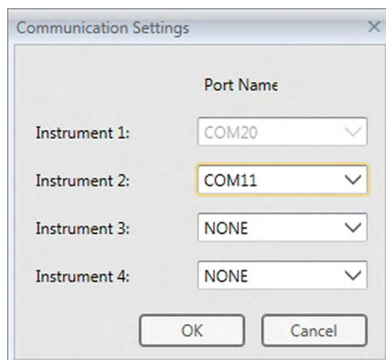 Communication Settings
Port Name
Instrument 1: COM20
Instrument 2: COM11
Instrument 3: NONE
Instrument 4: NONE
OK Cancel